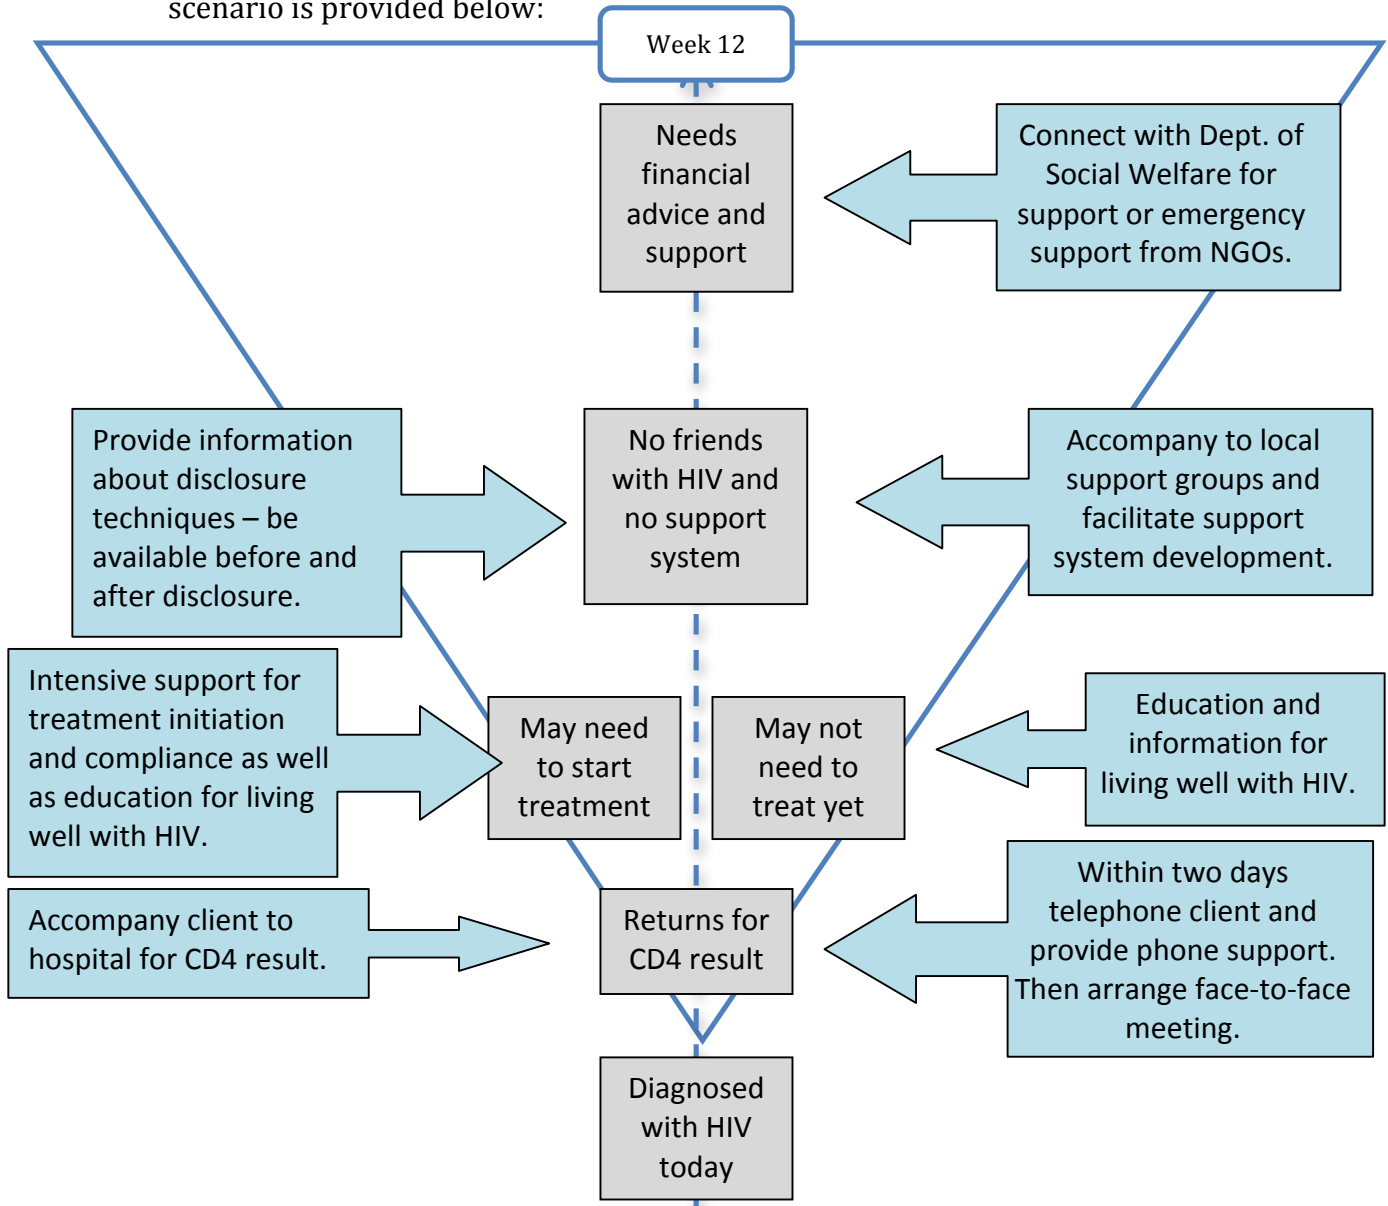 scenario is provided below:
Week 12
Needs
financial
advice and
support
Connect with Dept. of
Social Welfare for
support or emergency
support from NGOs.
Provide information
about disclosure
techniques – be
available before and
after disclosure.
No friends
with HIV and
no support
system
Accompany to local
support groups and
facilitate support
system development.
Intensive support for
treatment initiation
and compliance as well
as education for living
well with HIV.
May need
to start
treatment
May not
need to
treat yet
Education and
information for
living well with HIV.
Accompany client to
hospital for CD4 result.
Returns for
CD4 result
Within two days
telephone client and
provide phone support.
Then arrange face-to-face
meeting.
Diagnosed
with HIV
today